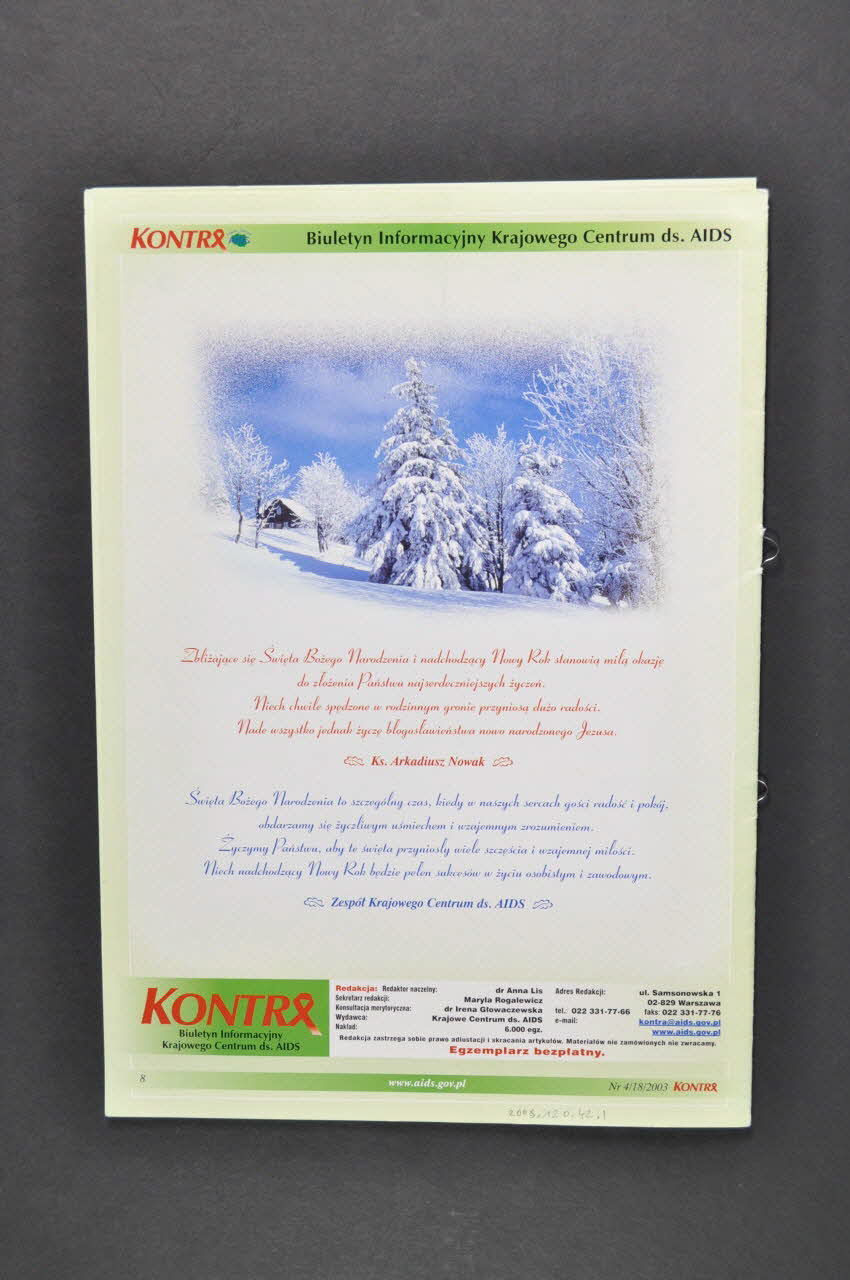 KONTRA
Biuletyn Informacyjny Krajowego Centrum ds. AIDS
Zbliżające się Święta Bożego Narodzenia i nadchodzący Nowy Rok stanowią miłą okazję
do złożenia Państwu najserdeczniejszych życzeń.
Niech chwile spędzone w rodzinnym gronie przyniosą dużo radości.
Nade wszystko jednak życzę błogosławieństwa nowo narodzonego Jezusa.
Ks. Arkadiusz Nowak
Święta Bożego Narodzenia to szczególny czas, kiedy w naszych sercach gości radość i pokój,
obdarzamy się życzliwym uśmiechem i wzajemnym zrozumieniem.
Życzymy Państwu, aby te święta przyniosły wiele szczęścia i wzajemnej miłości.
Niech nadchodzący Nowy Rok będzie pełen sukcesów w życiu osobistym i zawodowym.
Zespół Krajowego Centrum ds. AIDS
KONTRA
Biuletyn Informacyjny
Krajowego Centrum ds. AIDS
Redakcja: Redaktor naczelny: dr Anna Lis
Sekretarz redakcji: Maryla Rogalewicz
Konsultacja merytoryczna: dr Irena Głowaczewska
Wydawca: Krajowe Centrum ds. AIDS
Nakład: 6.000 egz.
Adres Redakcji: ul. Samsonowska 1
02-829 Warszawa
tel.: 022 331-77-66 faks: 022 331-77-76
e-mail: kontra@aids.gov.pl
www.aids.gov.pl
Redakcja zastrzega sobie prawo adiustacji i skracania artykułów. Materiałów nie zamówionych nie zwracamy.
Egzemplarz bezpłatny.
8
www.aids.gov.pl
Nr 4/18/2003 KONTRA
2003.120.42.1